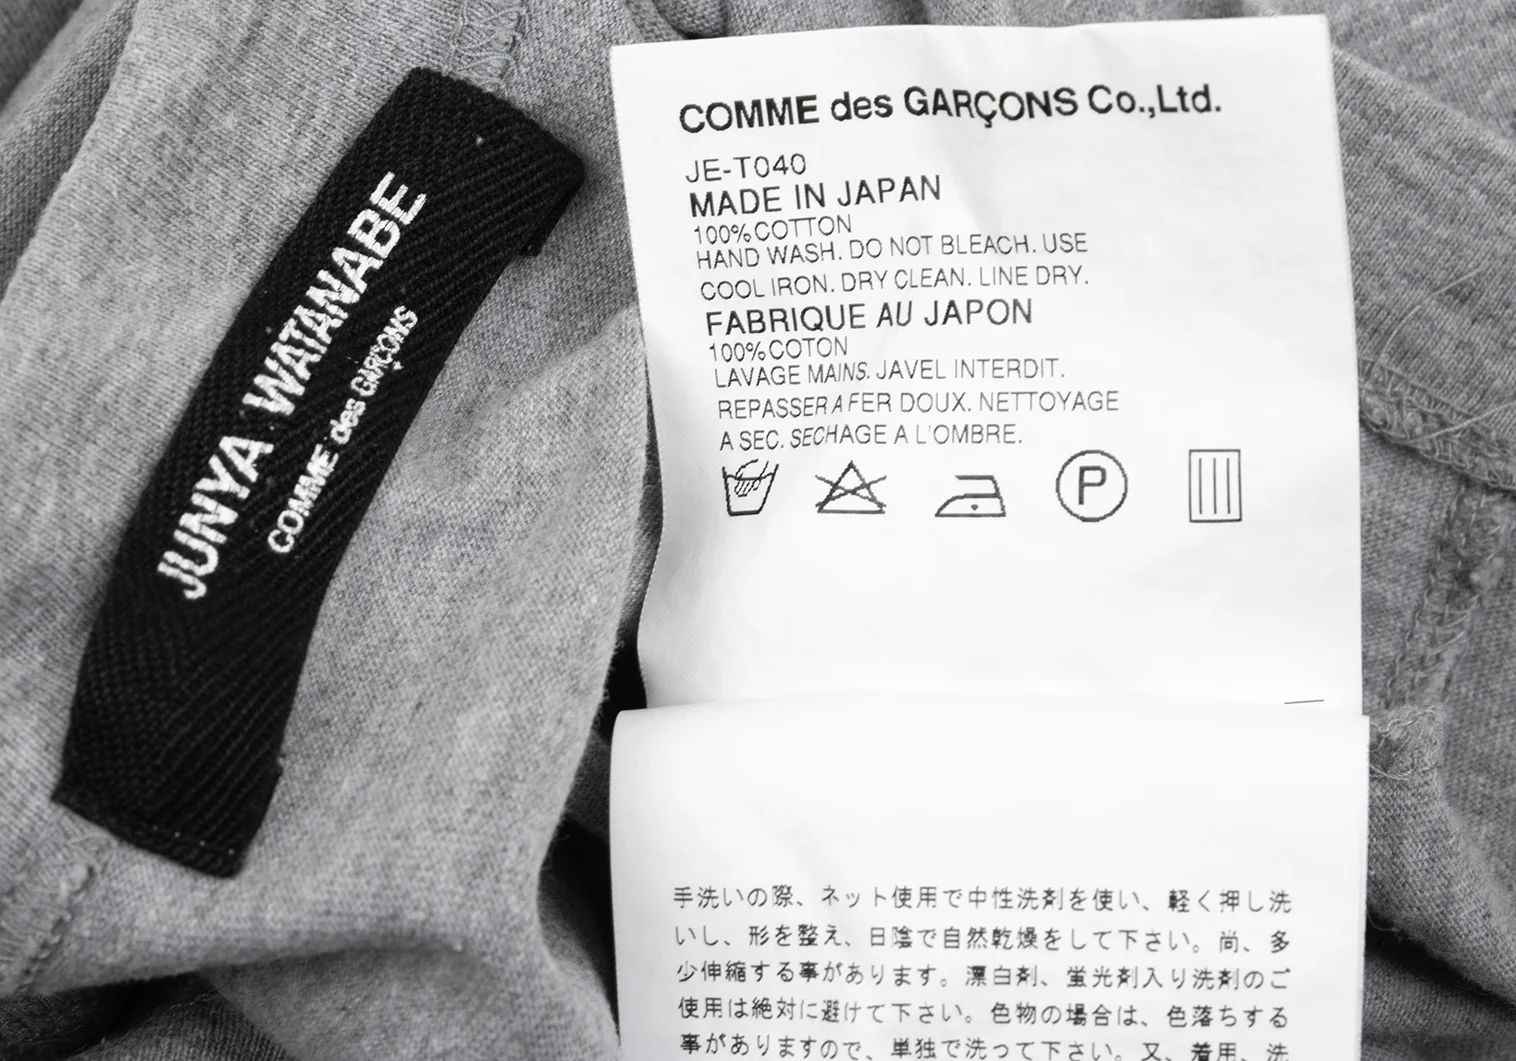 JUNYA WATANABE
COMME des GARÇONS
COMME des GARÇONS Co.,Ltd.
JE-T040
MADE IN JAPAN
100%COTTON
HAND WASH. DO NOT BLEACH. USE
COOL IRON. DRY CLEAN. LINE DRY.
FABRIQUE AU JAPON
100%COTON
LAVAGE MAINS. JAVEL INTERDIT.
REPASSER A FER DOUX. NETTOYAGE
A SEC. SECHAGE A L'OMBRE.
P
手洗いの際、ネット使用で中性洗剤を使い、軽く押し洗
いし、形を整え、日陰で自然乾燥をして下さい。尚、多
少伸縮する事があります。漂白剤、蛍光剤入り洗剤のご
使用は絶対に避けて下さい。色物の場合は、色落ちする
事がありますので、単独で洗って下さい。又、着用、洗